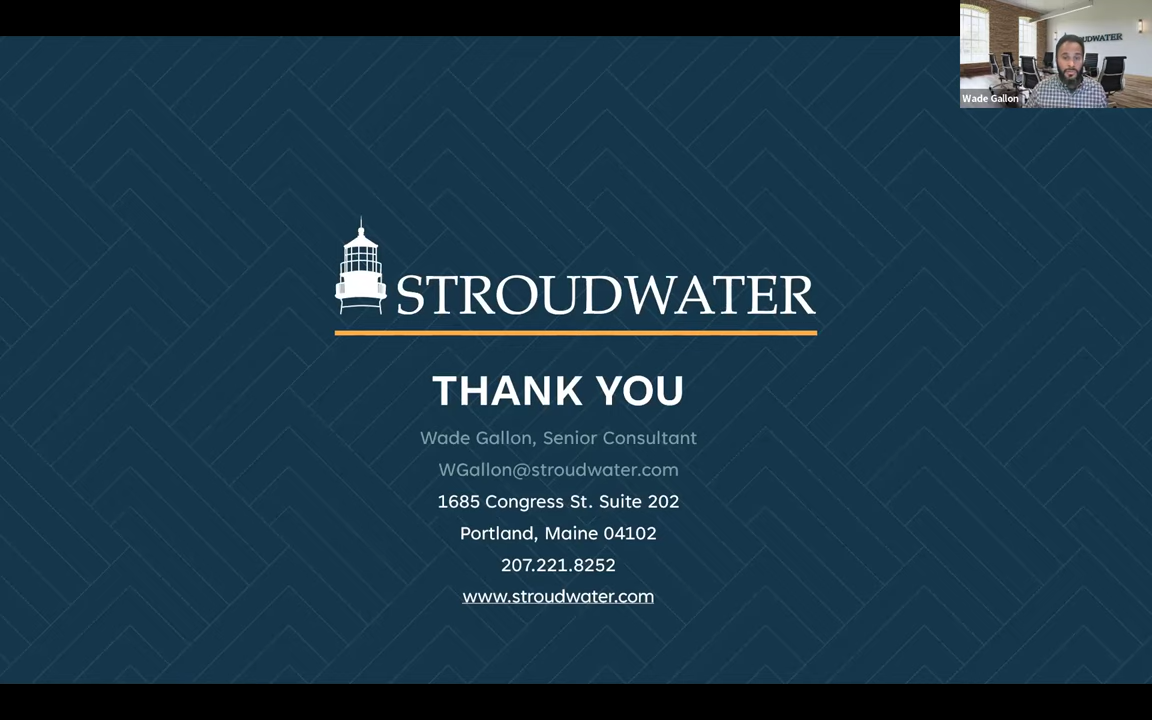 Wade Gallon
STROUDWATER
THANK YOU
Wade Gallon, Senior Consultant
WGallon@stroudwater.com
1685 Congress St. Suite 202
Portland, Maine 04102
207.221.8252
www.stroudwater.com